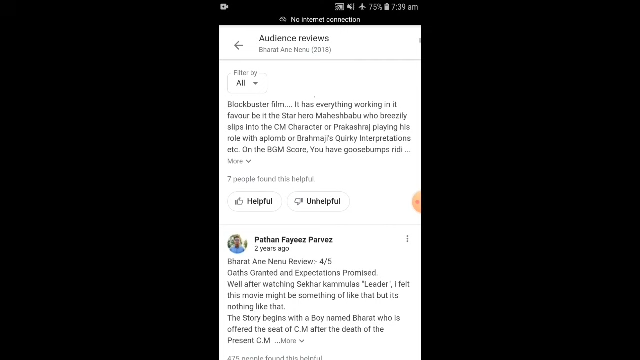 75% 7:39 am
No internet connection
Audience reviews
Bharat Ane Nenu (2018)
Filter by
All
Blockbuster film.... It has everything working in it
favour be it the Star hero Maheshbabu who breezily
slips into the CM Character or Prakashraj playing his
role with aplomb or Brahmaji's Quirky Interpretations
etc. On the BGM Score, You have goosebumps ridi ...
More
7 people found this helpful
Helpful Unhelpful
Pathan Fayeez Parvez
2 years ago
Bharat Ane Nenu Review:- 4/5
Oaths Granted and Expectations Promised.
Well after watching Sekhar kammulas "Leader", i felt
this movie might be something of like that but its
nothing like that.
The Story begins with a Boy named Bharat who is
offered the seat of C.M after the death of the
Present C.M ...More
475 people found this helpful